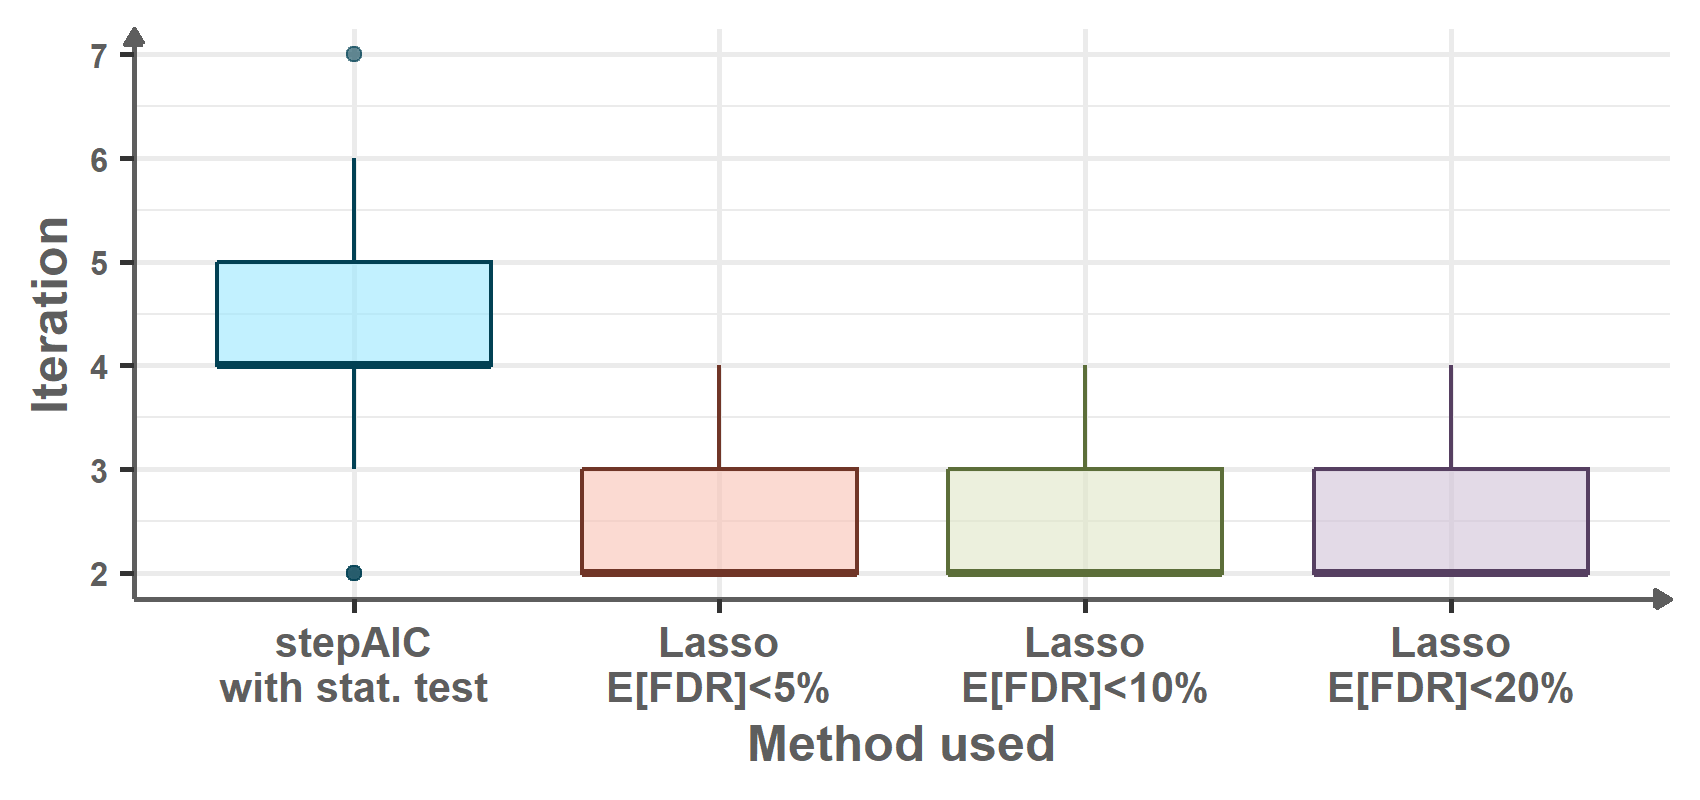 7
6
5
4
3
2
Iteration
stepAIC
with stat. test
Lasso
E[FDR]<5%
Lasso
E[FDR]<10%
Lasso
E[FDR]<20%
Method used